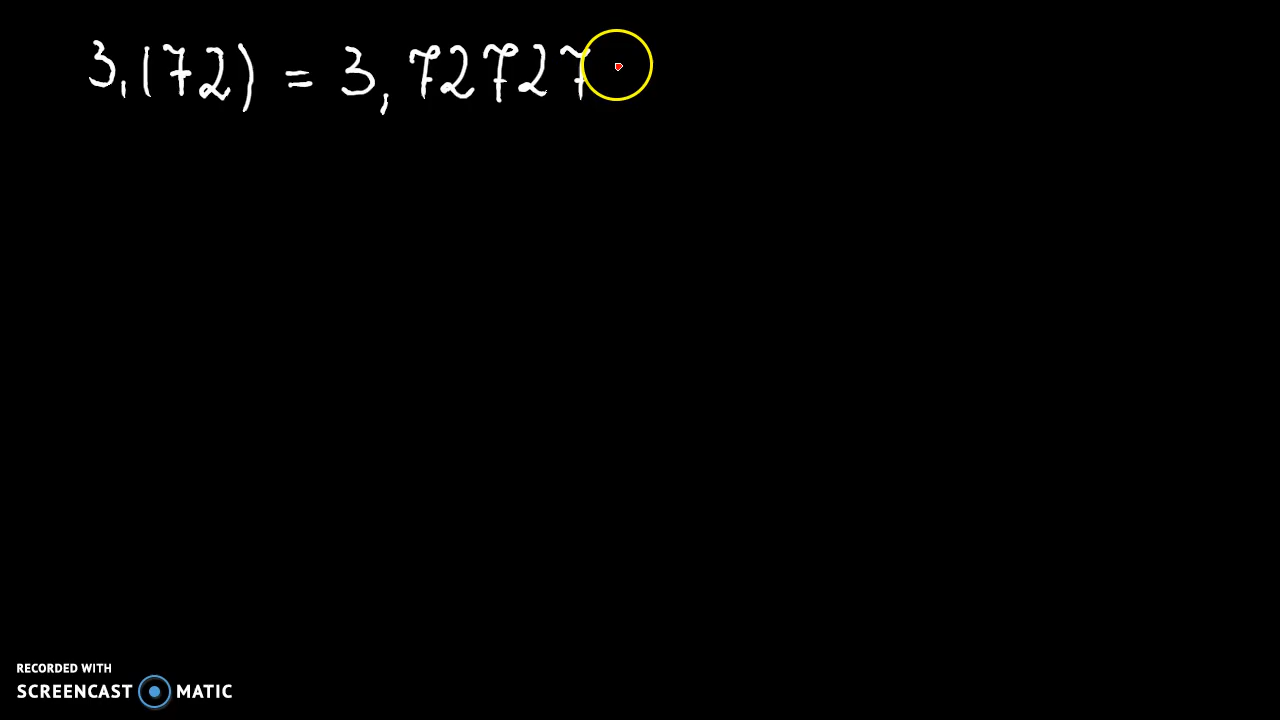 3,(72) = 3,72727
RECORDED WITH
SCREENCAST MATIC